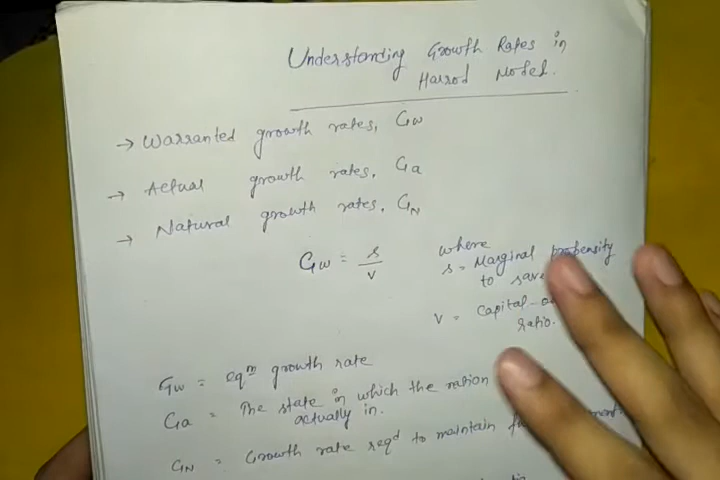 Understanding Growth Rates in
Harrod Model.
→ Warranted growth rates, Gw
→ Actual growth rates, Ga
→ Natural growth rates, GN
Gw = s/v
where
s = Marginal propensity
to save
v = Capital-
ratio.
Gw = eqm growth rate
Ga = The state in which the nation
actually in.
GN = Growth rate reqd to maintain